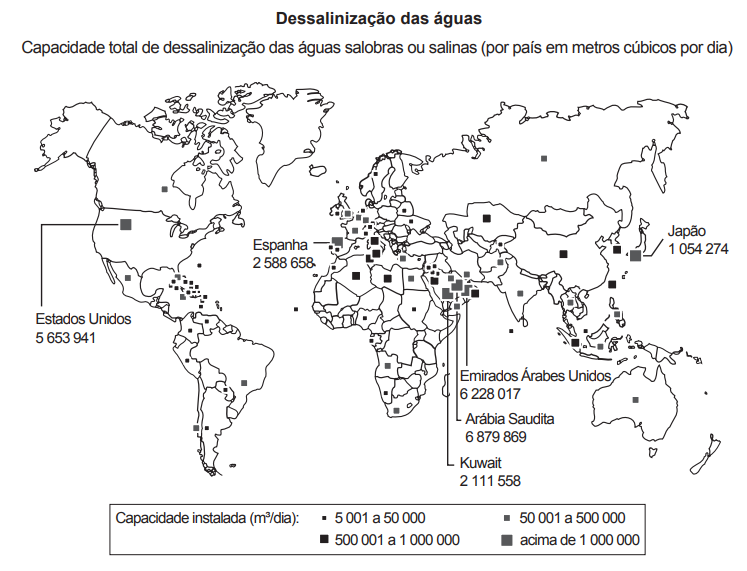 Dessalinização das águas
Capacidade total de dessalinização das águas salobras ou salinas (por país em metros cúbicos por dia)
Japão
1 054 274
Espanha
2 588 658
Estados Unidos
5 653 941
Emirados Árabes Unidos
6 228 017
Arábia Saudita
6 879 869
Kuwait
2 111 558
Capacidade instalada (m³/dia):
5 001 a 50 000
50 001 a 500 000
500 001 a 1 000 000
acima de 1 000 000